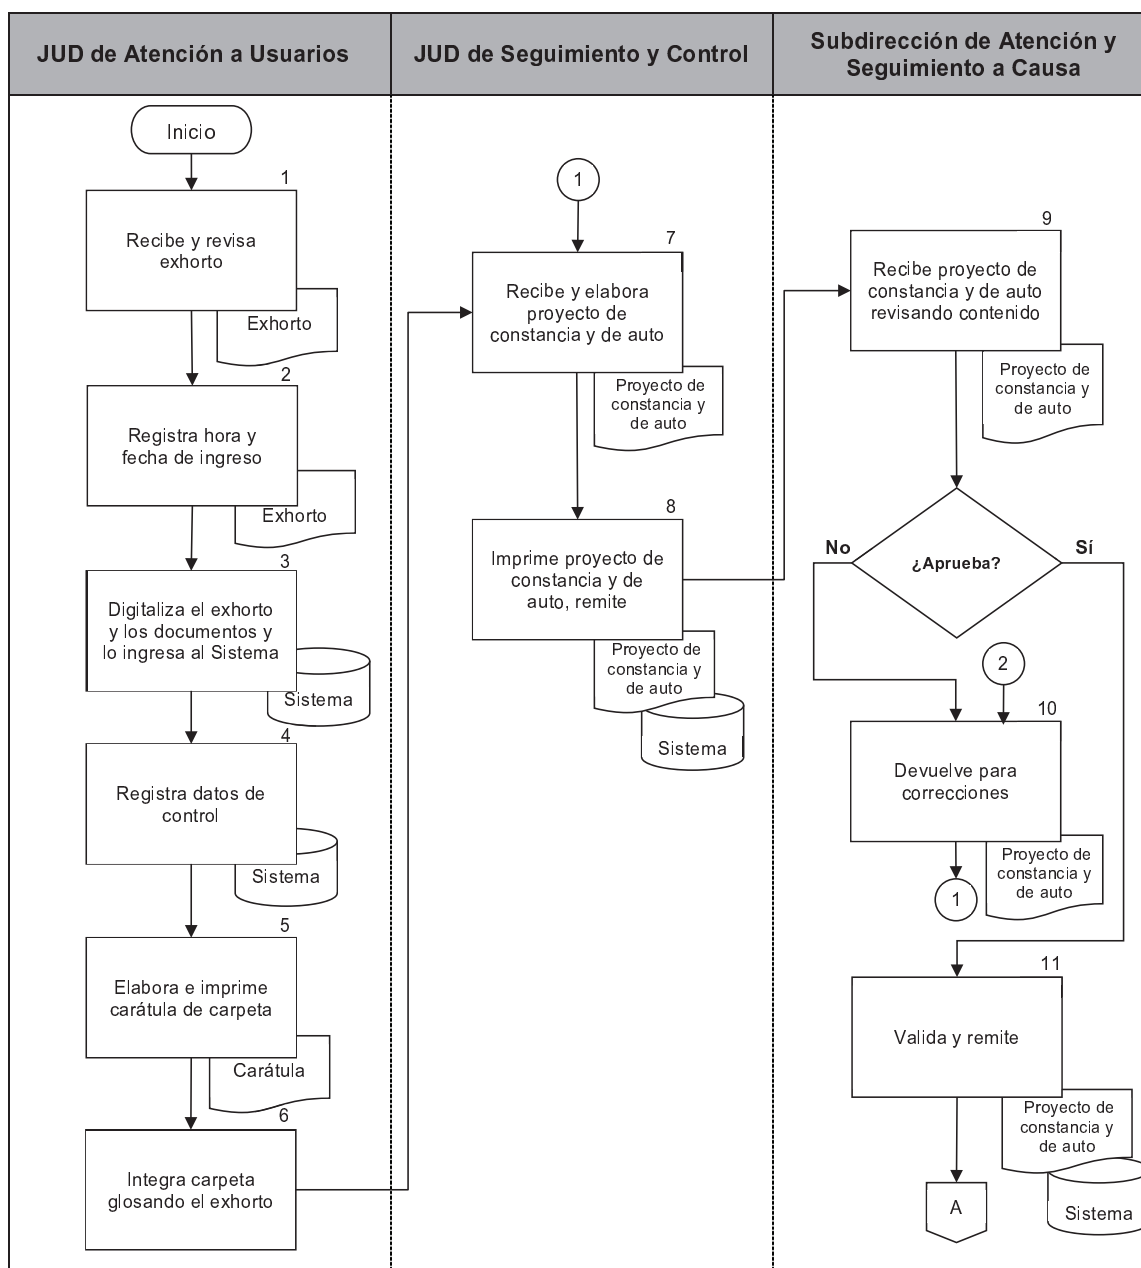 JUD de Atención a Usuarios
JUD de Seguimiento y Control
Subdirección de Atención y
Seguimiento a Causa
Inicio
1
Recibe y revisa
exhorto
Exhorto
2
Registra hora y
fecha de ingreso
Exhorto
3
Digitaliza el exhorto
y los documentos y
lo ingresa al Sistema
Sistema
4
Registra datos de
control
Sistema
5
Elabora e imprime
carátula de carpeta
Carátula
6
Integra carpeta
glosando el exhorto
1
7
Recibe y elabora
proyecto de
constancia y de auto
Proyecto de
constancia y
de auto
8
Imprime proyecto de
constancia y de
auto, remite
Proyecto de
constancia y
de auto
Sistema
9
Recibe proyecto de
constancia y de auto
revisando contenido
Proyecto de
constancia y
de auto
¿Aprueba?
No
Sí
2
10
Devuelve para
correcciones
Proyecto de
constancia y
de auto
1
11
Valida y remite
Proyecto de
constancia y
de auto
Sistema
A